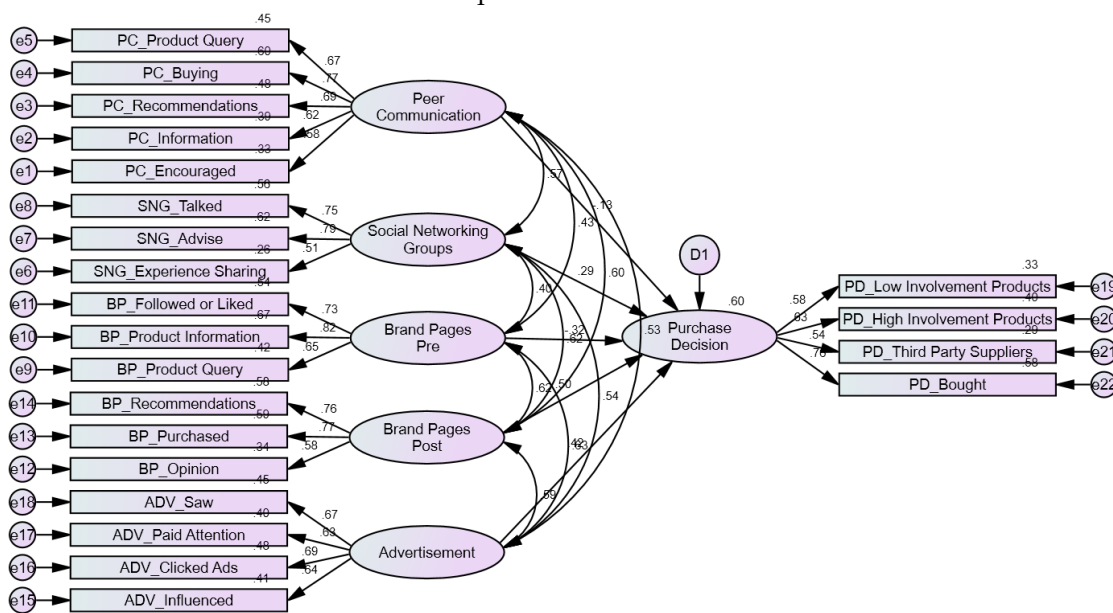 .45
e5
PC_Product Query
.67
.60
e4
PC_Buying
.77
.48
e3
PC_Recommendations
.69
.39
e2
PC_Information
.62
.33
e1
PC_Encouraged
.58
Peer
Communication
.56
e8
SNG_Talked
.75
.62
e7
SNG_Advise
.79
.26
e6
SNG_Experience Sharing
.51
Social Networking
Groups
.54
e11
BP_Followed or Liked
.73
.67
e10
BP_Product Information
.82
.42
e9
BP_Product Query
.65
Brand Pages
Pre
.58
e14
BP_Recommendations
.76
.59
e13
BP_Purchased
.77
.34
e12
BP_Opinion
.58
Brand Pages
Post
.45
e18
ADV_Saw
.67
.40
e17
ADV_Paid Attention
.63
.48
e16
ADV_Clicked Ads
.69
.41
e15
ADV_Influenced
.64
Advertisement
.57
-.13
.43
.29
.60
.40
-.32
.62
.53
.62
.50
.54
.42
.63
.59
D1
.60
Purchase
Decision
.33
.58
PD_Low Involvement Products
e19
.40
.63
PD_High Involvement Products
e20
.29
.54
PD_Third Party Suppliers
e21
.58
.76
PD_Bought
e22